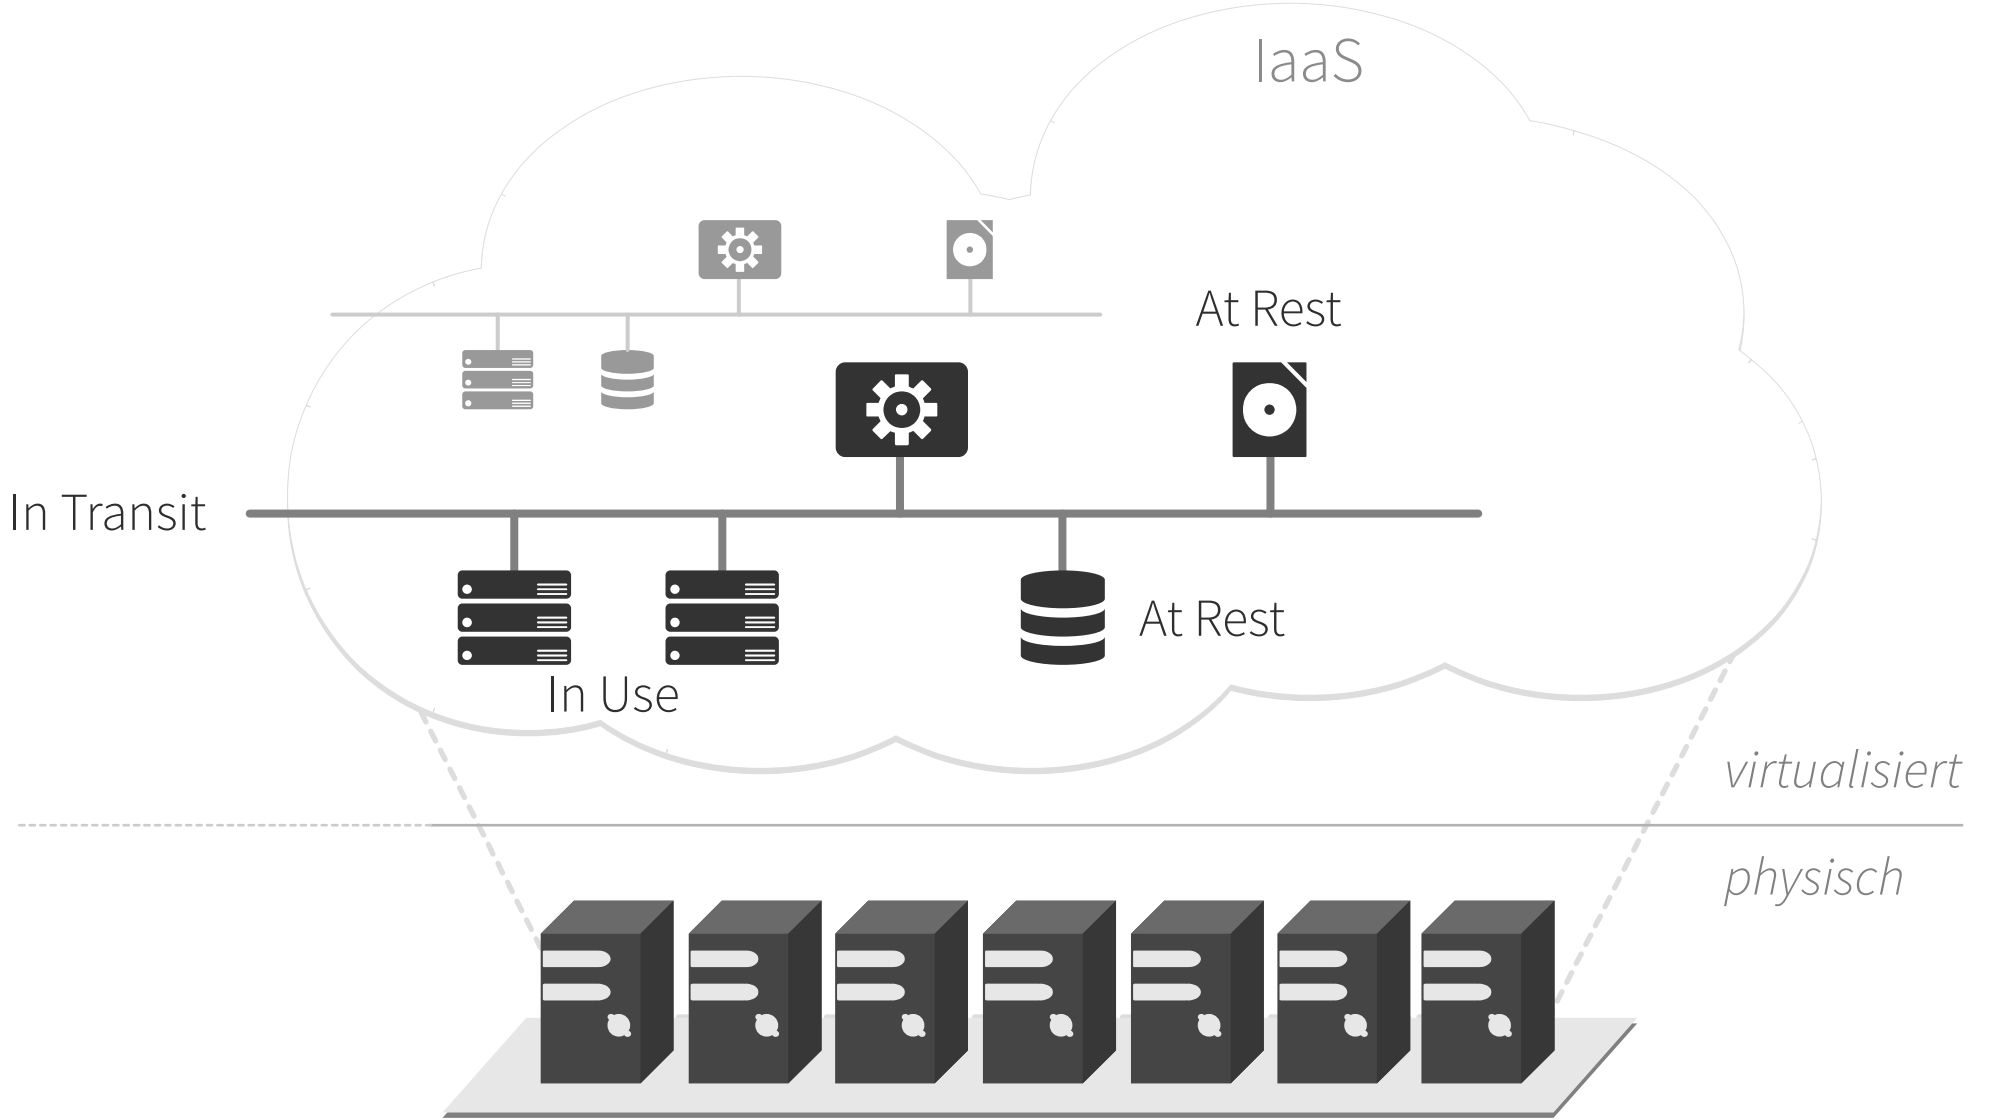 IaaS
At Rest
In Transit
At Rest
In Use
virtualisiert
physisch